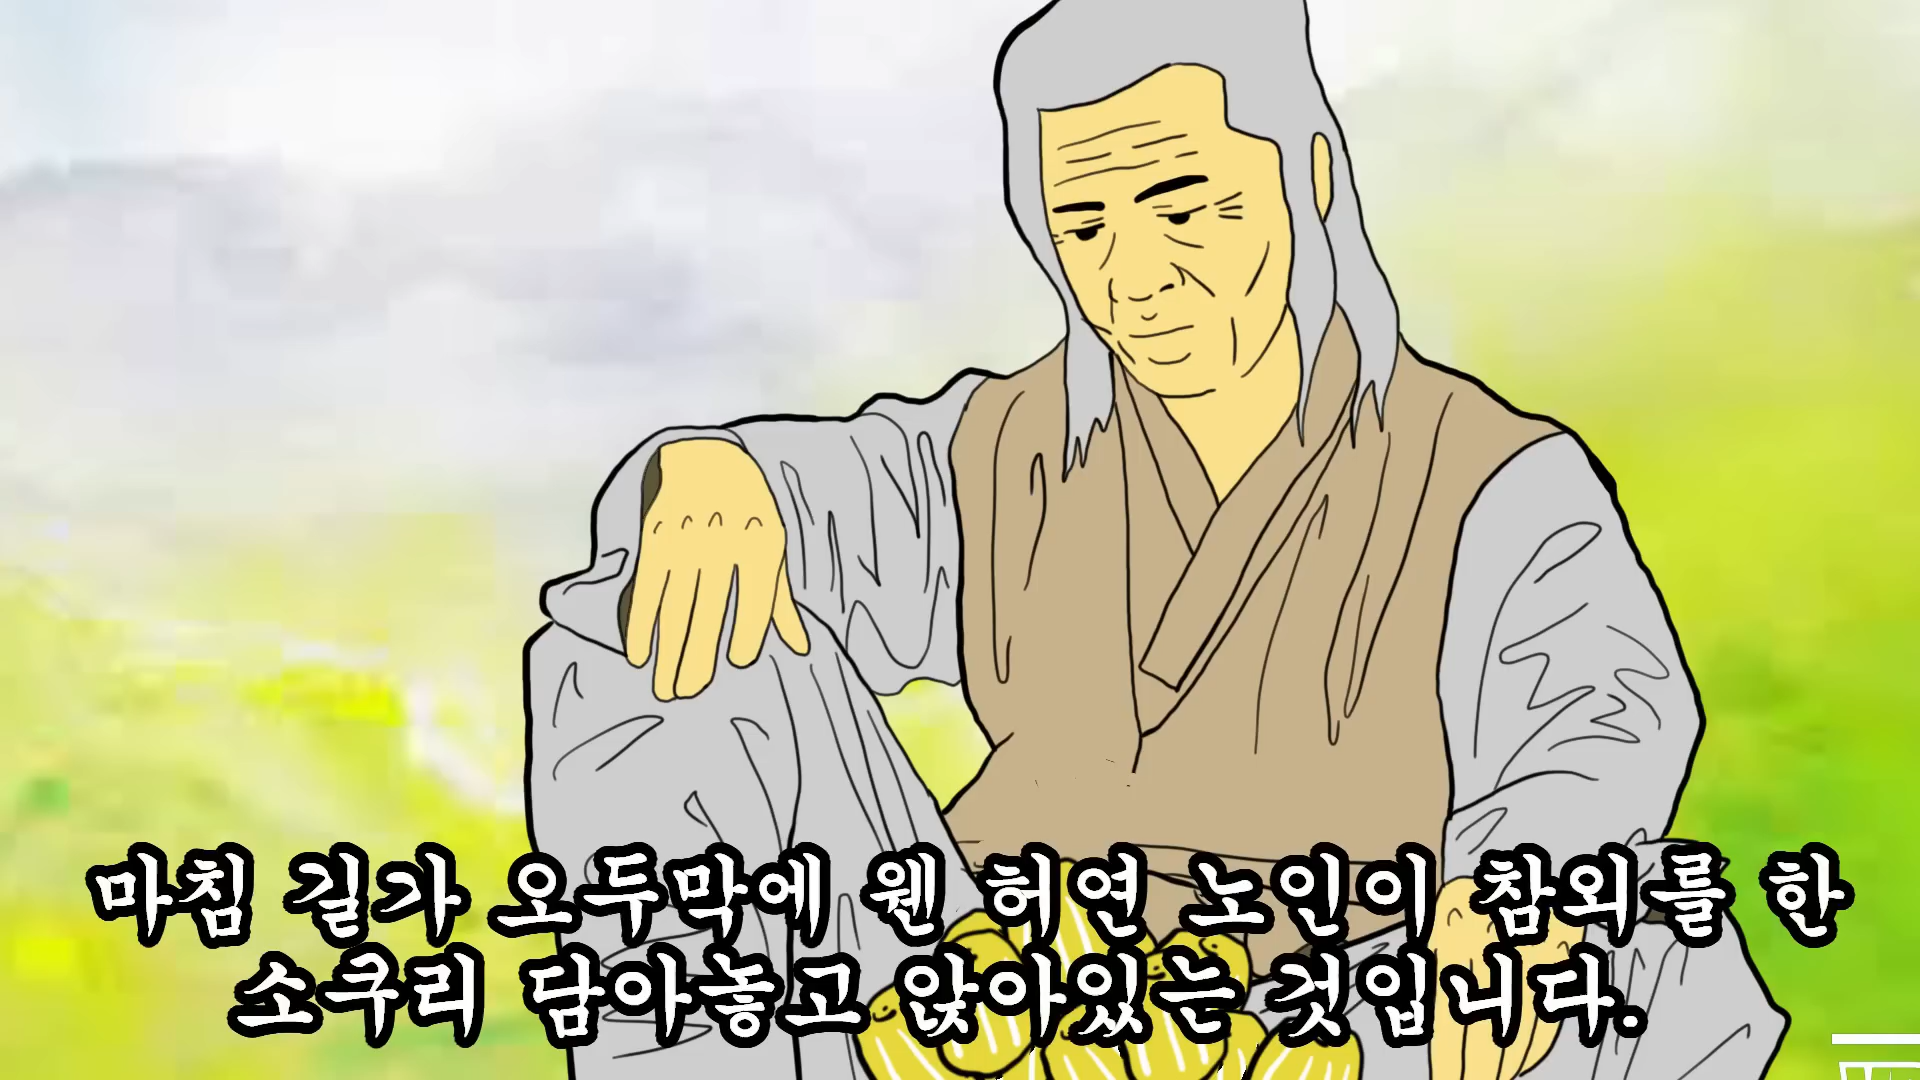 마침 길가 오두막에 웬 허연 노인이 참외를 한
소쿠리 담아놓고 앉아있는 것입니다.